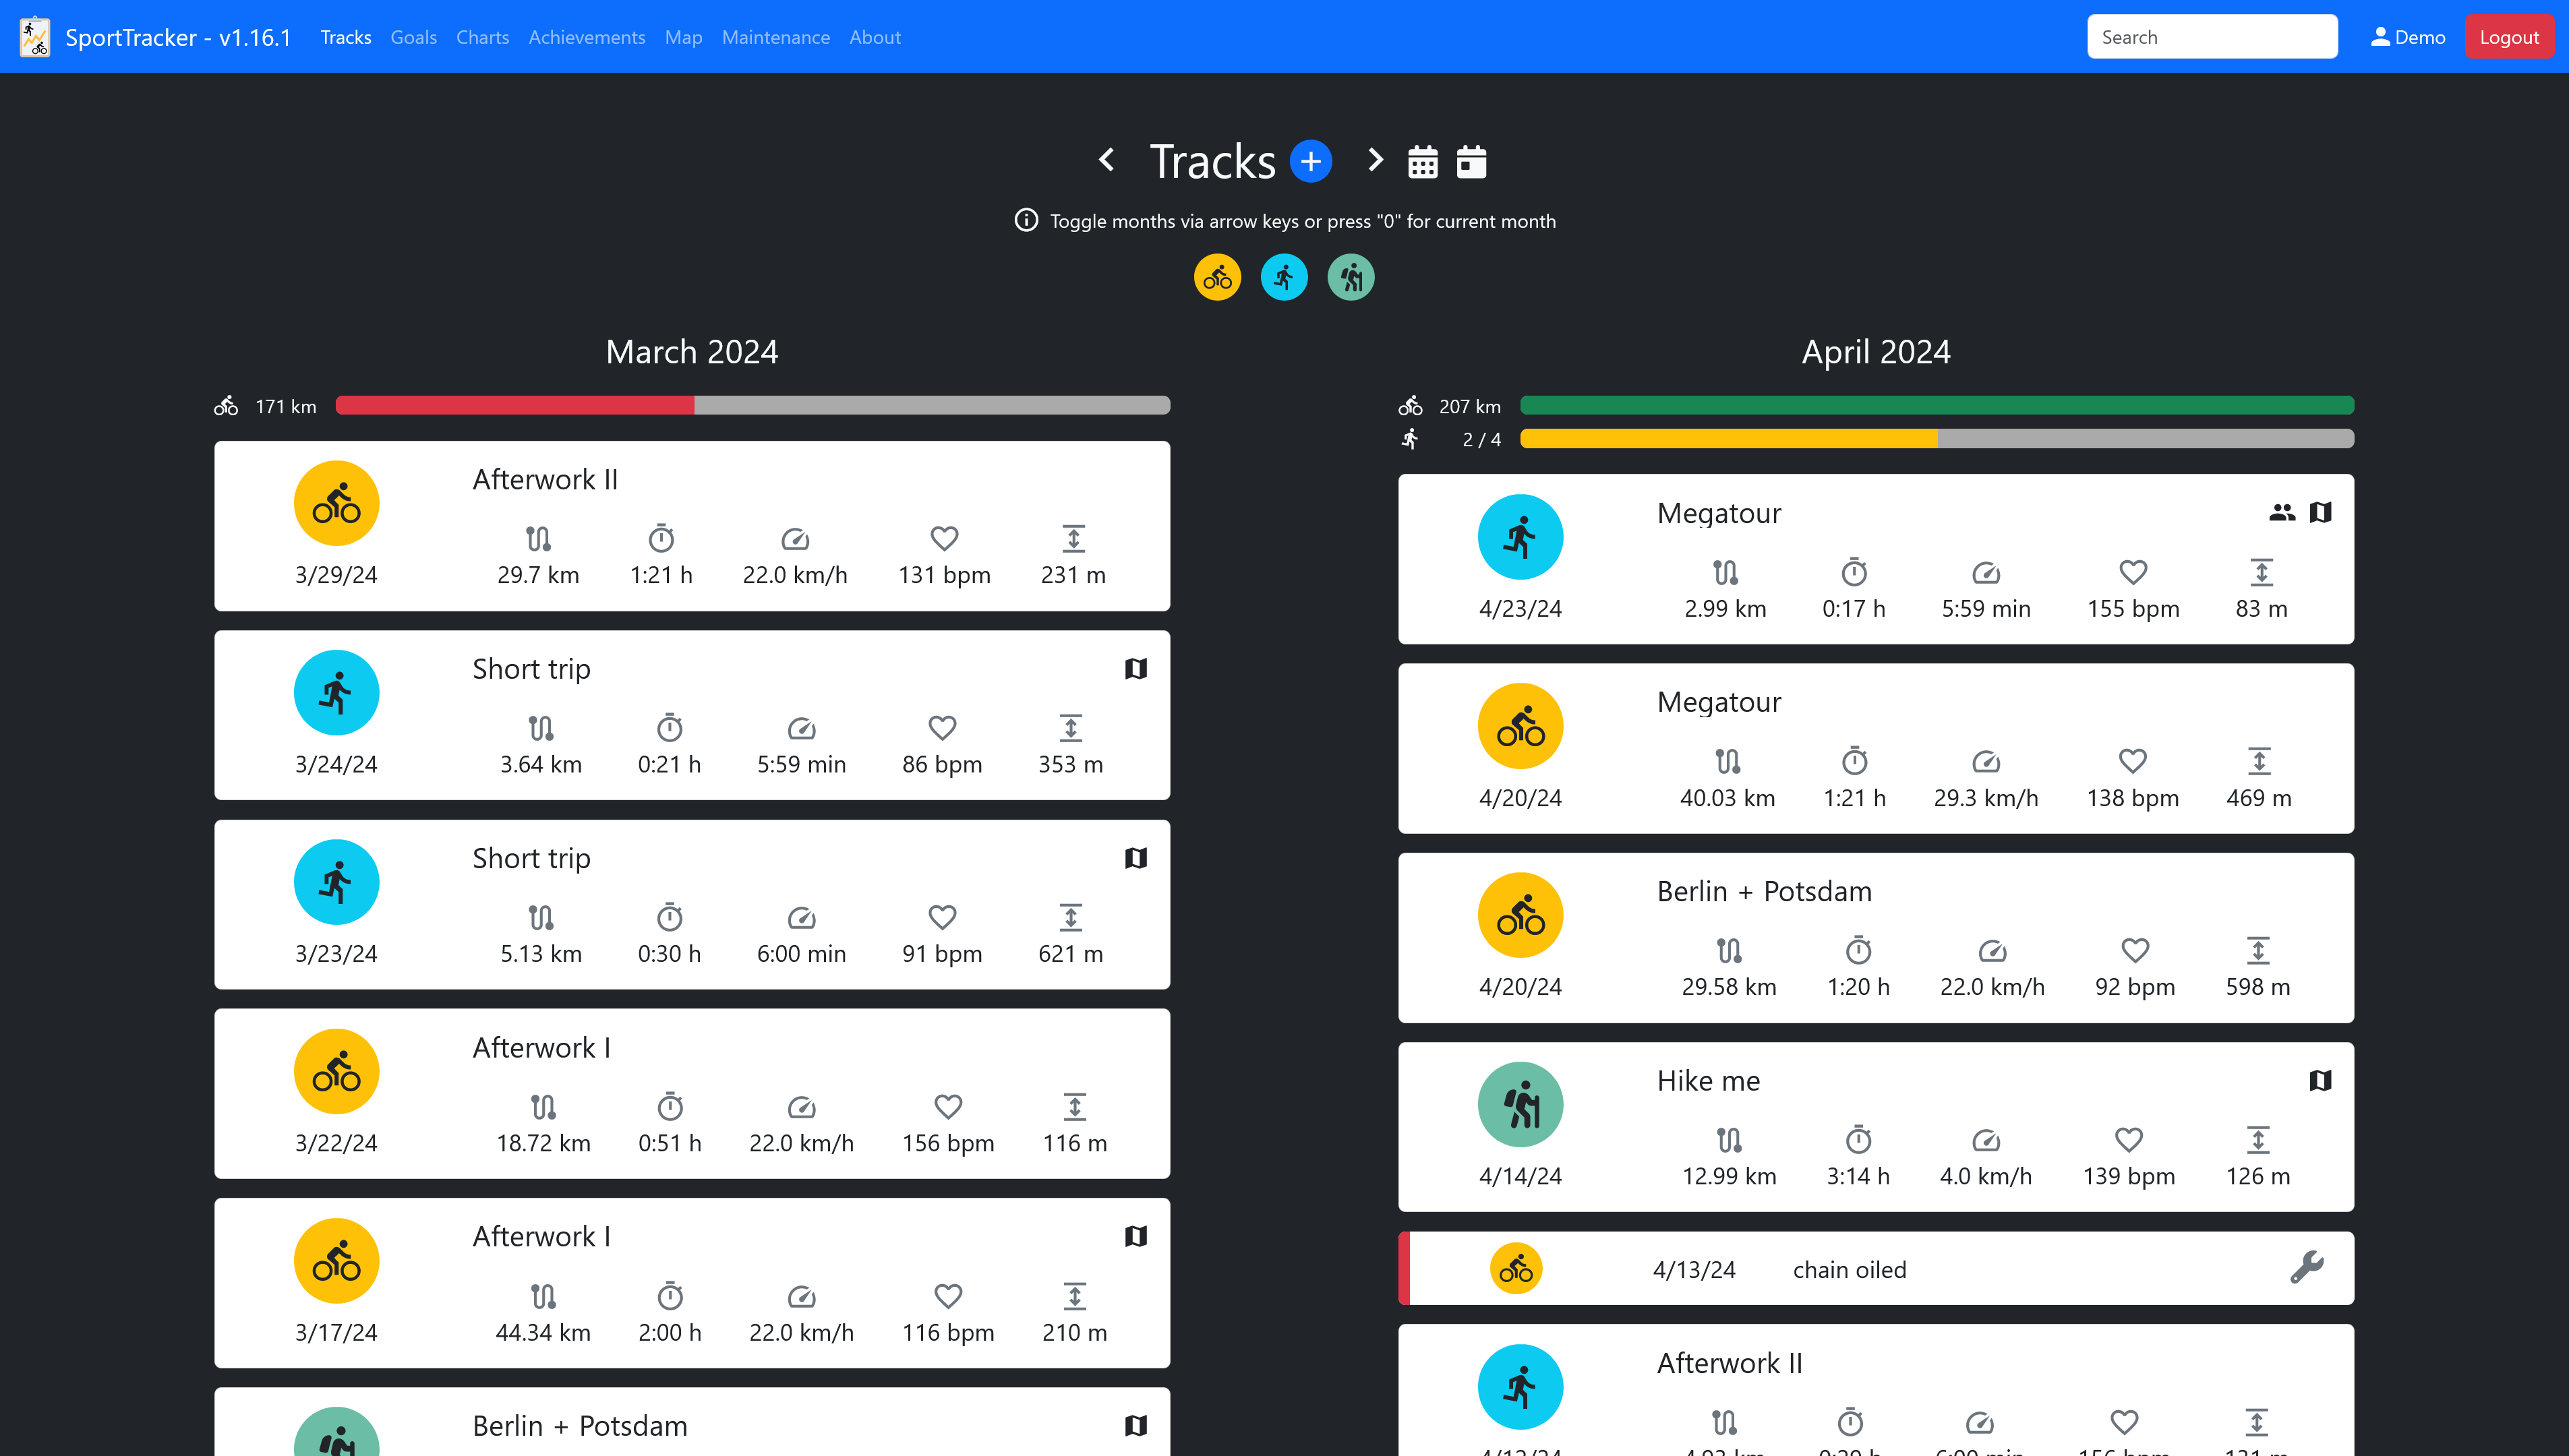 SportTracker - v1.16.1 Tracks Goals Charts Achievements Map Maintenance About Search Demo Logout
Tracks
Toggle months via arrow keys or press "0" for current month
March 2024
171 km
Afterwork II
3/29/24 29.7 km 1:21 h 22.0 km/h 131 bpm 231 m
Short trip
3/24/24 3.64 km 0:21 h 5:59 min 86 bpm 353 m
Short trip
3/23/24 5.13 km 0:30 h 6:00 min 91 bpm 621 m
Afterwork I
3/22/24 18.72 km 0:51 h 22.0 km/h 156 bpm 116 m
Afterwork I
3/17/24 44.34 km 2:00 h 22.0 km/h 116 bpm 210 m
Berlin + Potsdam
April 2024
207 km
2 / 4
Megatour
4/23/24 2.99 km 0:17 h 5:59 min 155 bpm 83 m
Megatour
4/20/24 40.03 km 1:21 h 29.3 km/h 138 bpm 469 m
Berlin + Potsdam
4/20/24 29.58 km 1:20 h 22.0 km/h 92 bpm 598 m
Hike me
4/14/24 12.99 km 3:14 h 4.0 km/h 139 bpm 126 m
4/13/24 chain oiled
Afterwork II